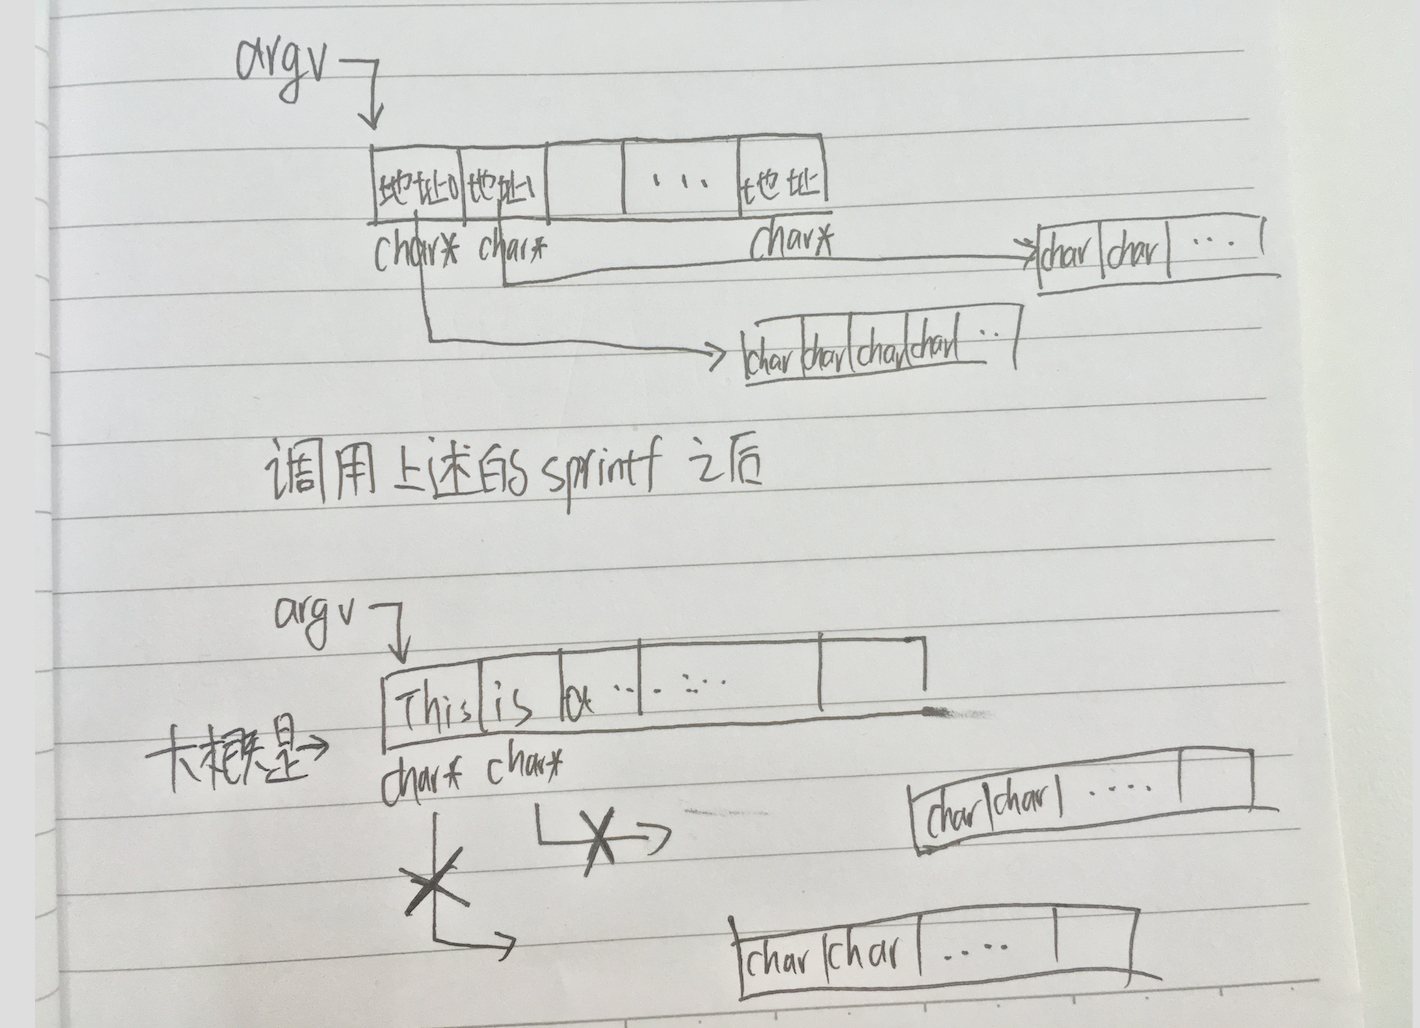 argv
地址0 地址1 ... 地址
char* char* char*
char char ...
char char char char ..
调用上述的sprintf 之后
argv
This is a ... ....
大概是→
char* char*
char char ....
char char ....